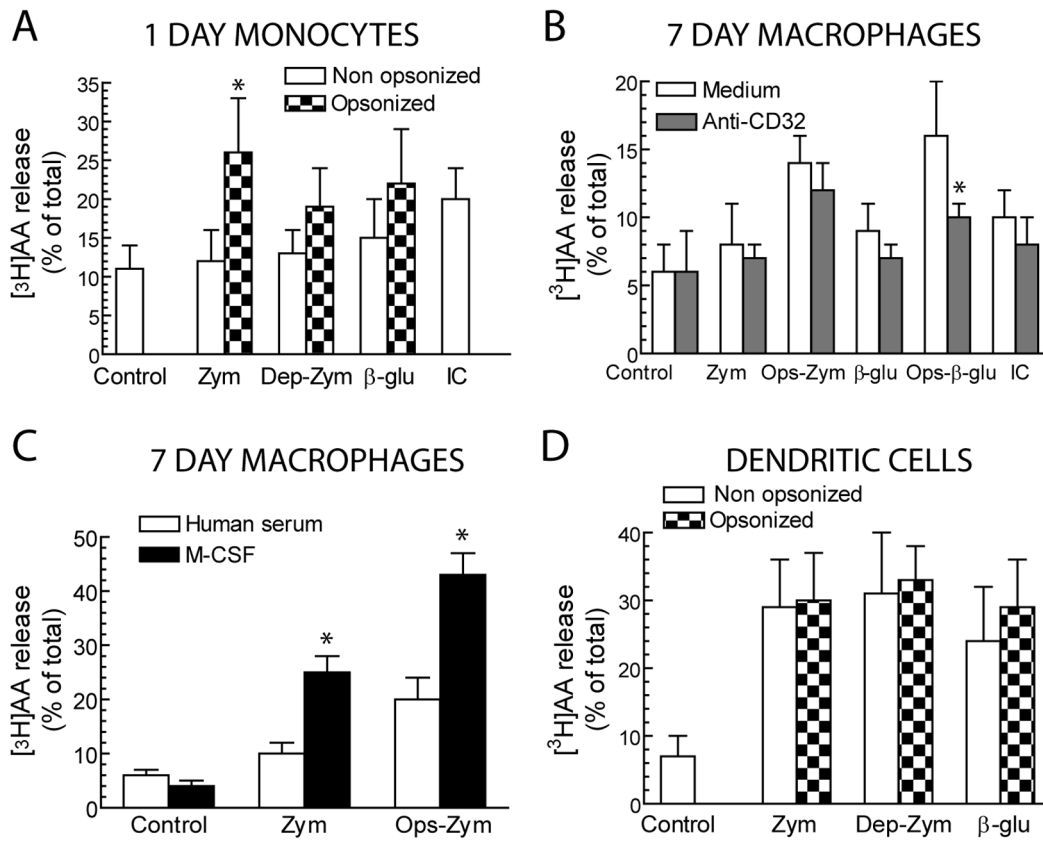 A
1 DAY MONOCYTES
Non opsonized
Opsonized
[3H]AA release
(% of total)
35
30
25
20
15
10
5
0
*
Control Zym Dep-Zym β-glu IC
B
7 DAY MACROPHAGES
Medium
Anti-CD32
[³H]AA release
(% of total)
20
15
10
5
0
*
Control Zym Ops-Zym β-glu Ops-β-glu IC
C
7 DAY MACROPHAGES
Human serum
M-CSF
[3H]AA release
(% of total)
50
40
30
20
10
0
*
*
Control Zym Ops-Zym
D
DENDRITIC CELLS
Non opsonized
Opsonized
[³H]AA release
(% of total)
40
30
20
10
0
Control Zym Dep-Zym β-glu